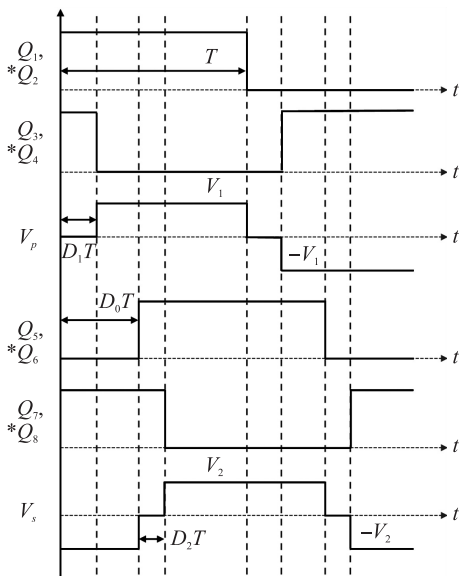 Q1,
*Q2
T
t
Q3,
*Q4
t
V1
Vp
D1T
−V1
t
D0T
Q5,
*Q6
t
Q7,
*Q8
t
V2
Vs
t
D2T
−V2